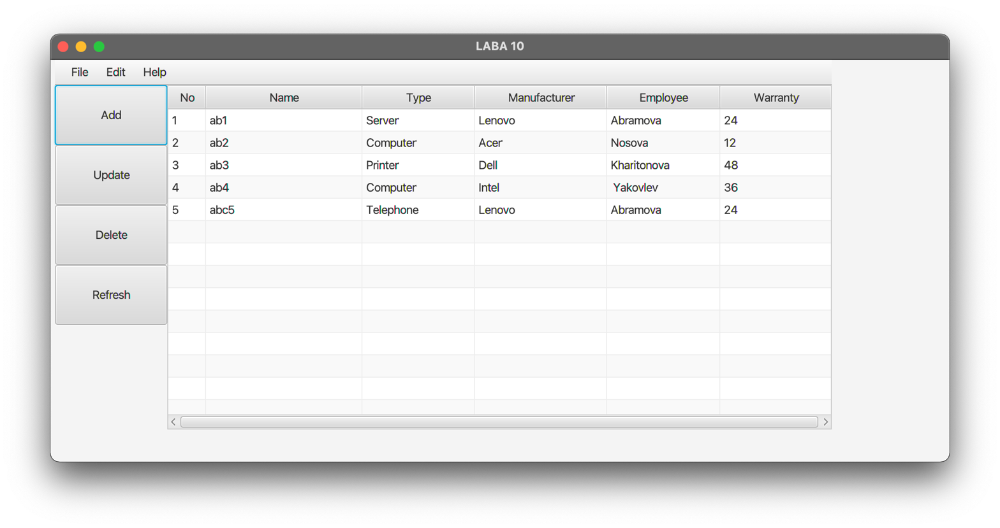 LABA 10
File Edit Help
Add
Update
Delete
Refresh
No Name Type Manufacturer Employee Warranty
1 ab1 Server Lenovo Abramova 24
2 ab2 Computer Acer Nosova 12
3 ab3 Printer Dell Kharitonova 48
4 ab4 Computer Intel Yakovlev 36
5 abc5 Telephone Lenovo Abramova 24